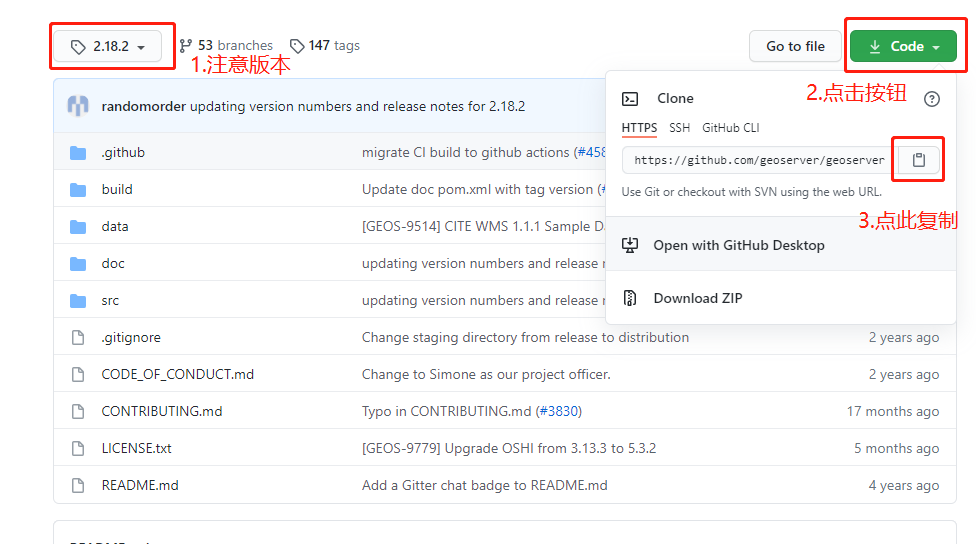 2.18.2 53 branches 147 tags Go to file Code
1.注意版本
randomorder updating version numbers and release notes for 2.18.2
2.点击按钮
Clone
HTTPS SSH GitHub CLI
https://github.com/geoserver/geoserver
Use Git or checkout with SVN using the web URL.
3.点此复制
Open with GitHub Desktop
Download ZIP
.github migrate CI build to github actions (#458
build Update doc pom.xml with tag version (#
data [GEOS-9514] CITE WMS 1.1.1 Sample D
doc updating version numbers and release
src updating version numbers and release
.gitignore Change staging directory from release to distribution 2 years ago
CODE_OF_CONDUCT.md Change to Simone as our project officer. 2 years ago
CONTRIBUTING.md Typo in CONTRIBUTING.md (#3830) 17 months ago
LICENSE.txt [GEOS-9779] Upgrade OSHI from 3.13.3 to 5.3.2 5 months ago
README.md Add a Gitter chat badge to README.md 4 years ago